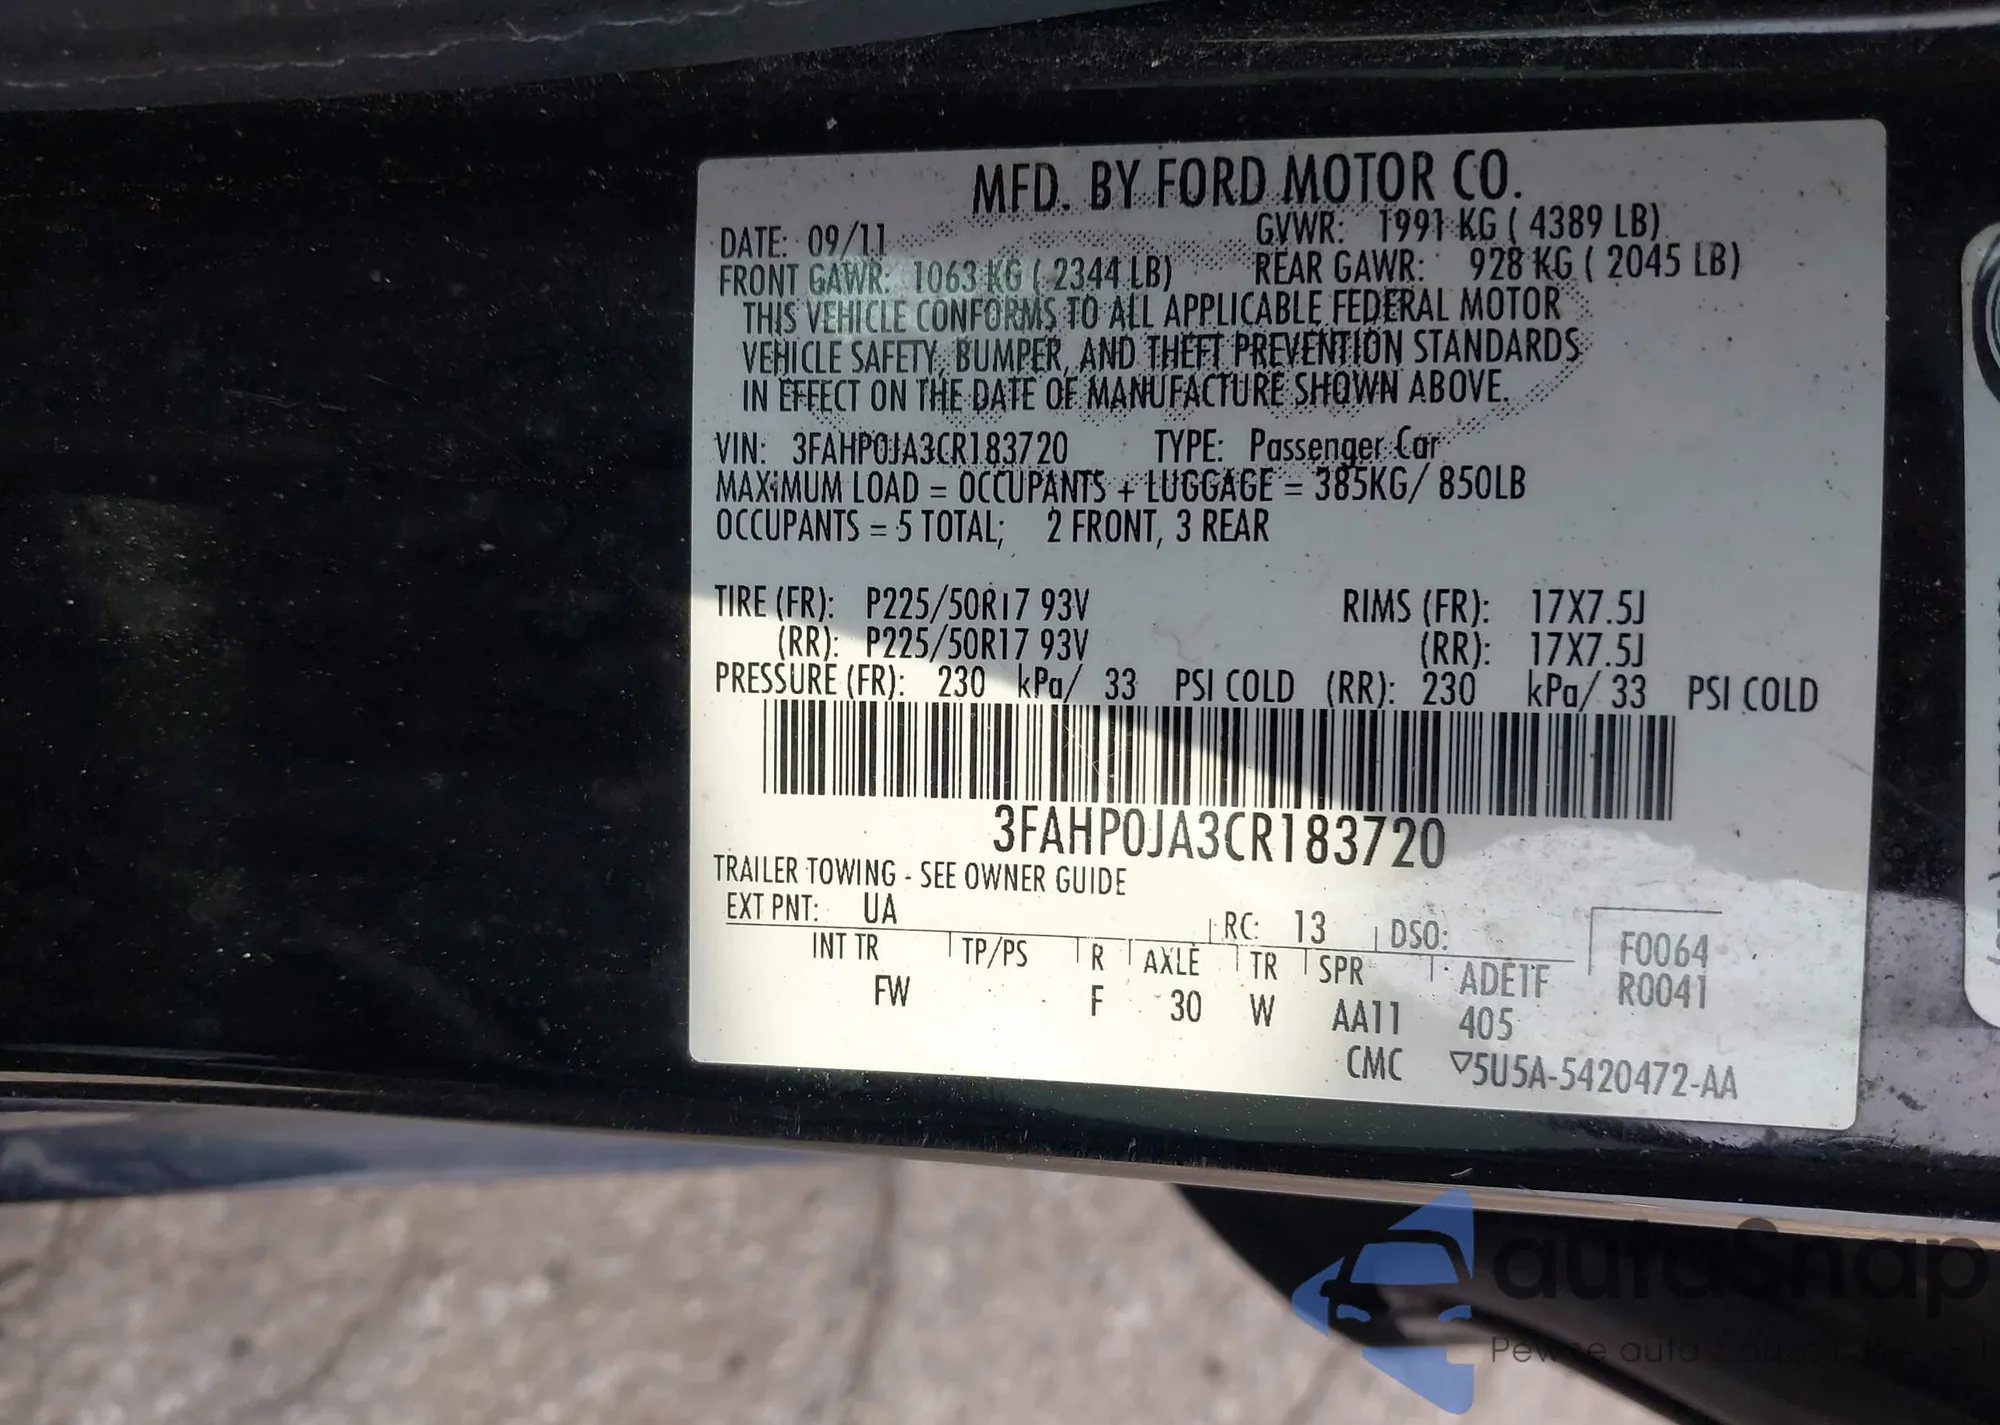 MFD. BY FORD MOTOR CO.
DATE: 09/11 GVWR: 1991 KG ( 4389 LB)
FRONT GAWR: 1063 KG ( 2344 LB) REAR GAWR: 928 KG ( 2045 LB)
THIS VEHICLE CONFORMS TO ALL APPLICABLE FEDERAL MOTOR
VEHICLE SAFETY, BUMPER, AND THEFT PREVENTION STANDARDS
IN EFFECT ON THE DATE OF MANUFACTURE SHOWN ABOVE.
VIN: 3FAHP0JA3CR183720 TYPE: Passenger Car
MAXIMUM LOAD = OCCUPANTS + LUGGAGE = 385KG/ 850LB
OCCUPANTS = 5 TOTAL; 2 FRONT, 3 REAR
TIRE (FR): P225/50R17 93V RIMS (FR): 17X7.5J
(RR): P225/50R17 93V (RR): 17X7.5J
PRESSURE (FR): 230 kPa/ 33 PSI COLD (RR): 230 kPa/ 33 PSI COLD
3FAHP0JA3CR183720
TRAILER TOWING - SEE OWNER GUIDE
EXT PNT: UA RC: 13 DSO: F0064
INT TR TP/PS R AXLE TR SPR ADE1F R0041
FW F 30 W AA11 405
CMC ▽5U5A-5420472-AA
autoSnap
auto